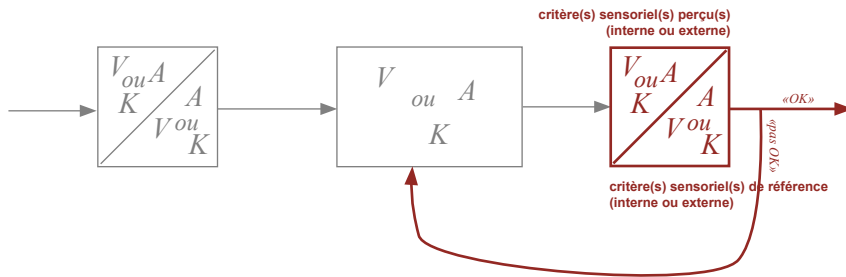 critère(s) sensoriel(s) perçu(s)
(interne ou externe)
V ou A
K
A
V ou
K
V ou A
K
V ou A
K
A
V ou
K
«OK»
«pas OK»
critère(s) sensoriel(s) de référence
(interne ou externe)